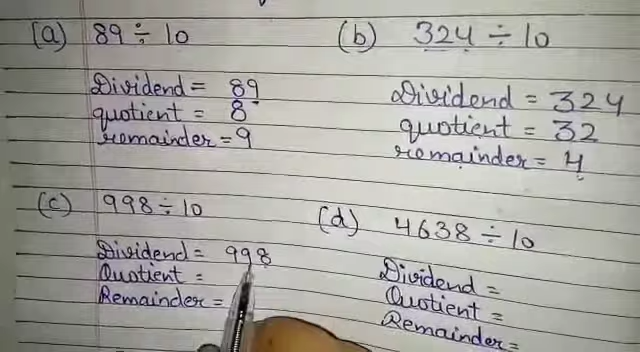 (a) 89 ÷ 10
Dividend = 89
quotient = 8
remainder = 9
(b) 324 ÷ 10
Dividend = 324
quotient = 32
remainder = 4
(c) 998 ÷ 10
Dividend = 998
Quotient =
Remainder =
(d) 4638 ÷ 10
Dividend =
Quotient =
Remainder =